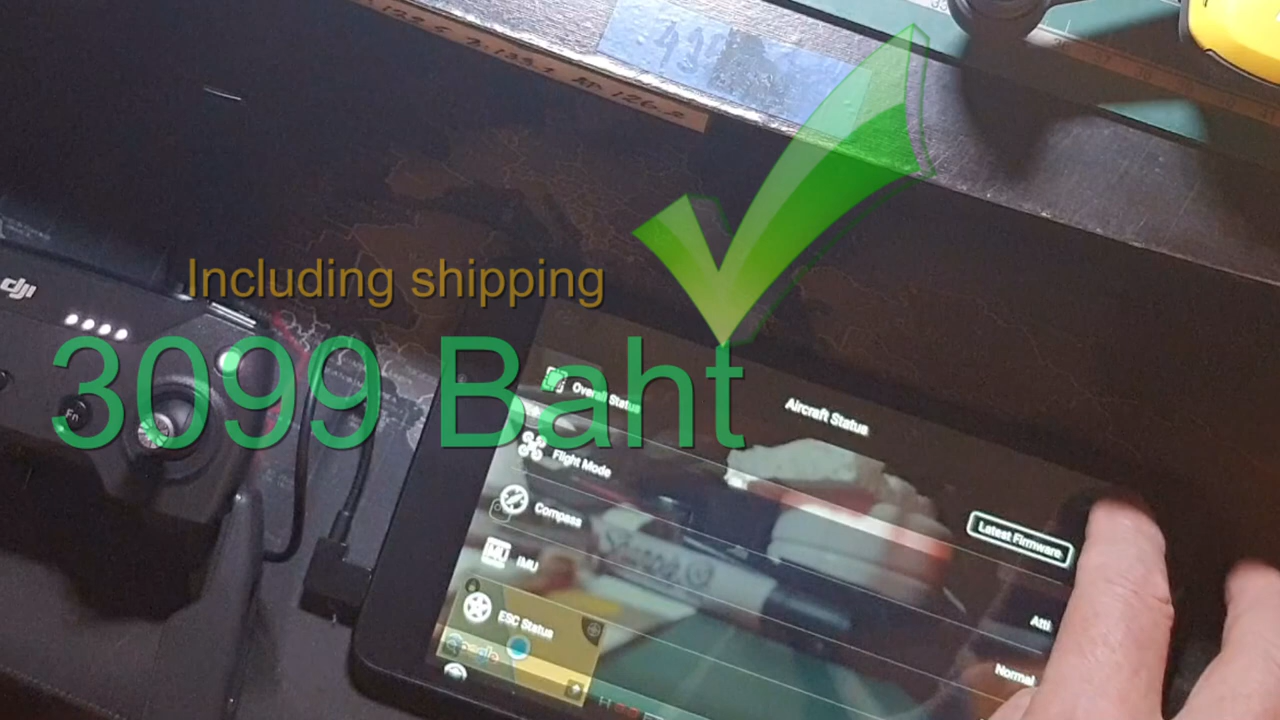 Including shipping
3099 Baht
dji
Fn
Overall Status
Aircraft Status
Flight Mode
Latest Firmware
Compass
IMU
Atti
ESC Status
Normal
Google